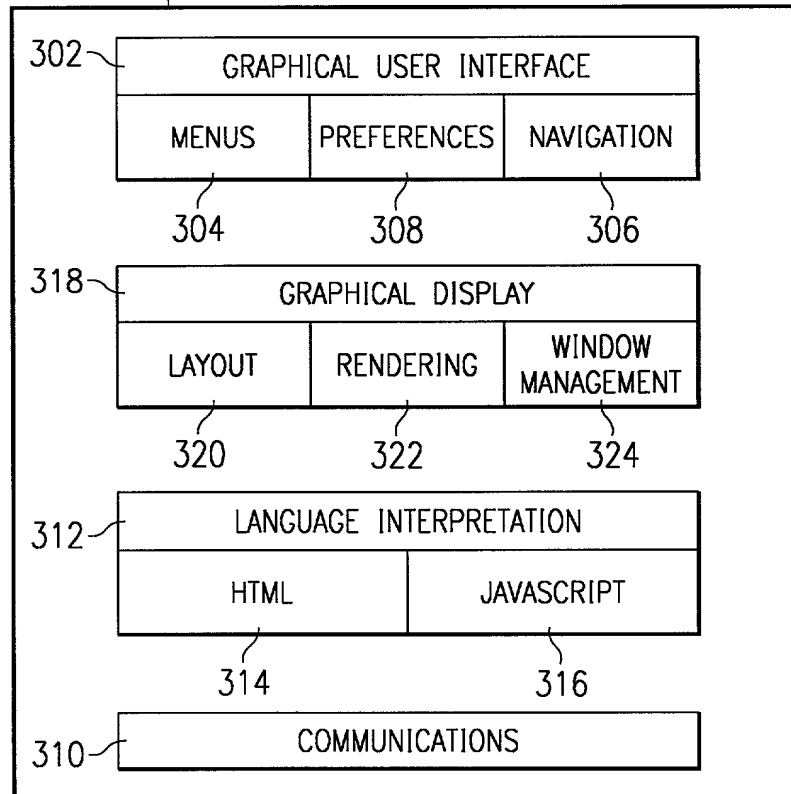 302
GRAPHICAL USER INTERFACE
MENUS PREFERENCES NAVIGATION
304 308 306
318
GRAPHICAL DISPLAY
LAYOUT RENDERING WINDOW MANAGEMENT
320 322 324
312
LANGUAGE INTERPRETATION
HTML JAVASCRIPT
314 316
310
COMMUNICATIONS